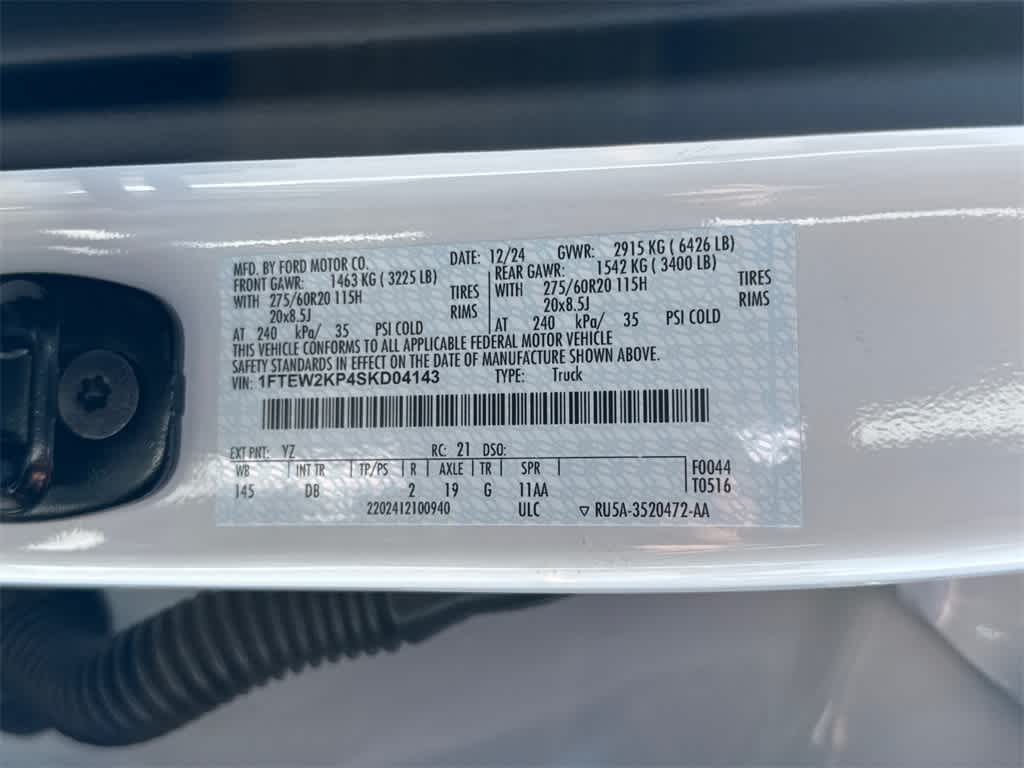 MFD. BY FORD MOTOR CO. DATE: 12/24 GVWR: 2915 KG ( 6426 LB)
FRONT GAWR: 1463 KG ( 3225 LB) REAR GAWR: 1542 KG ( 3400 LB)
WITH 275/60R20 115H TIRES WITH 275/60R20 115H TIRES
20x8.5J RIMS 20x8.5J RIMS
AT 240 kPa/ 35 PSI COLD AT 240 kPa/ 35 PSI COLD
THIS VEHICLE CONFORMS TO ALL APPLICABLE FEDERAL MOTOR VEHICLE
SAFETY STANDARDS IN EFFECT ON THE DATE OF MANUFACTURE SHOWN ABOVE.
VIN: 1FTEW2KP4SKD04143 TYPE: Truck
EXT PNT: YZ RC: 21 DSO:
WB INT TR TP/PS R AXLE TR SPR F0044
145 DB 2 19 G 11AA T0516
2202412100940 ULC ▽ RU5A-3520472-AA